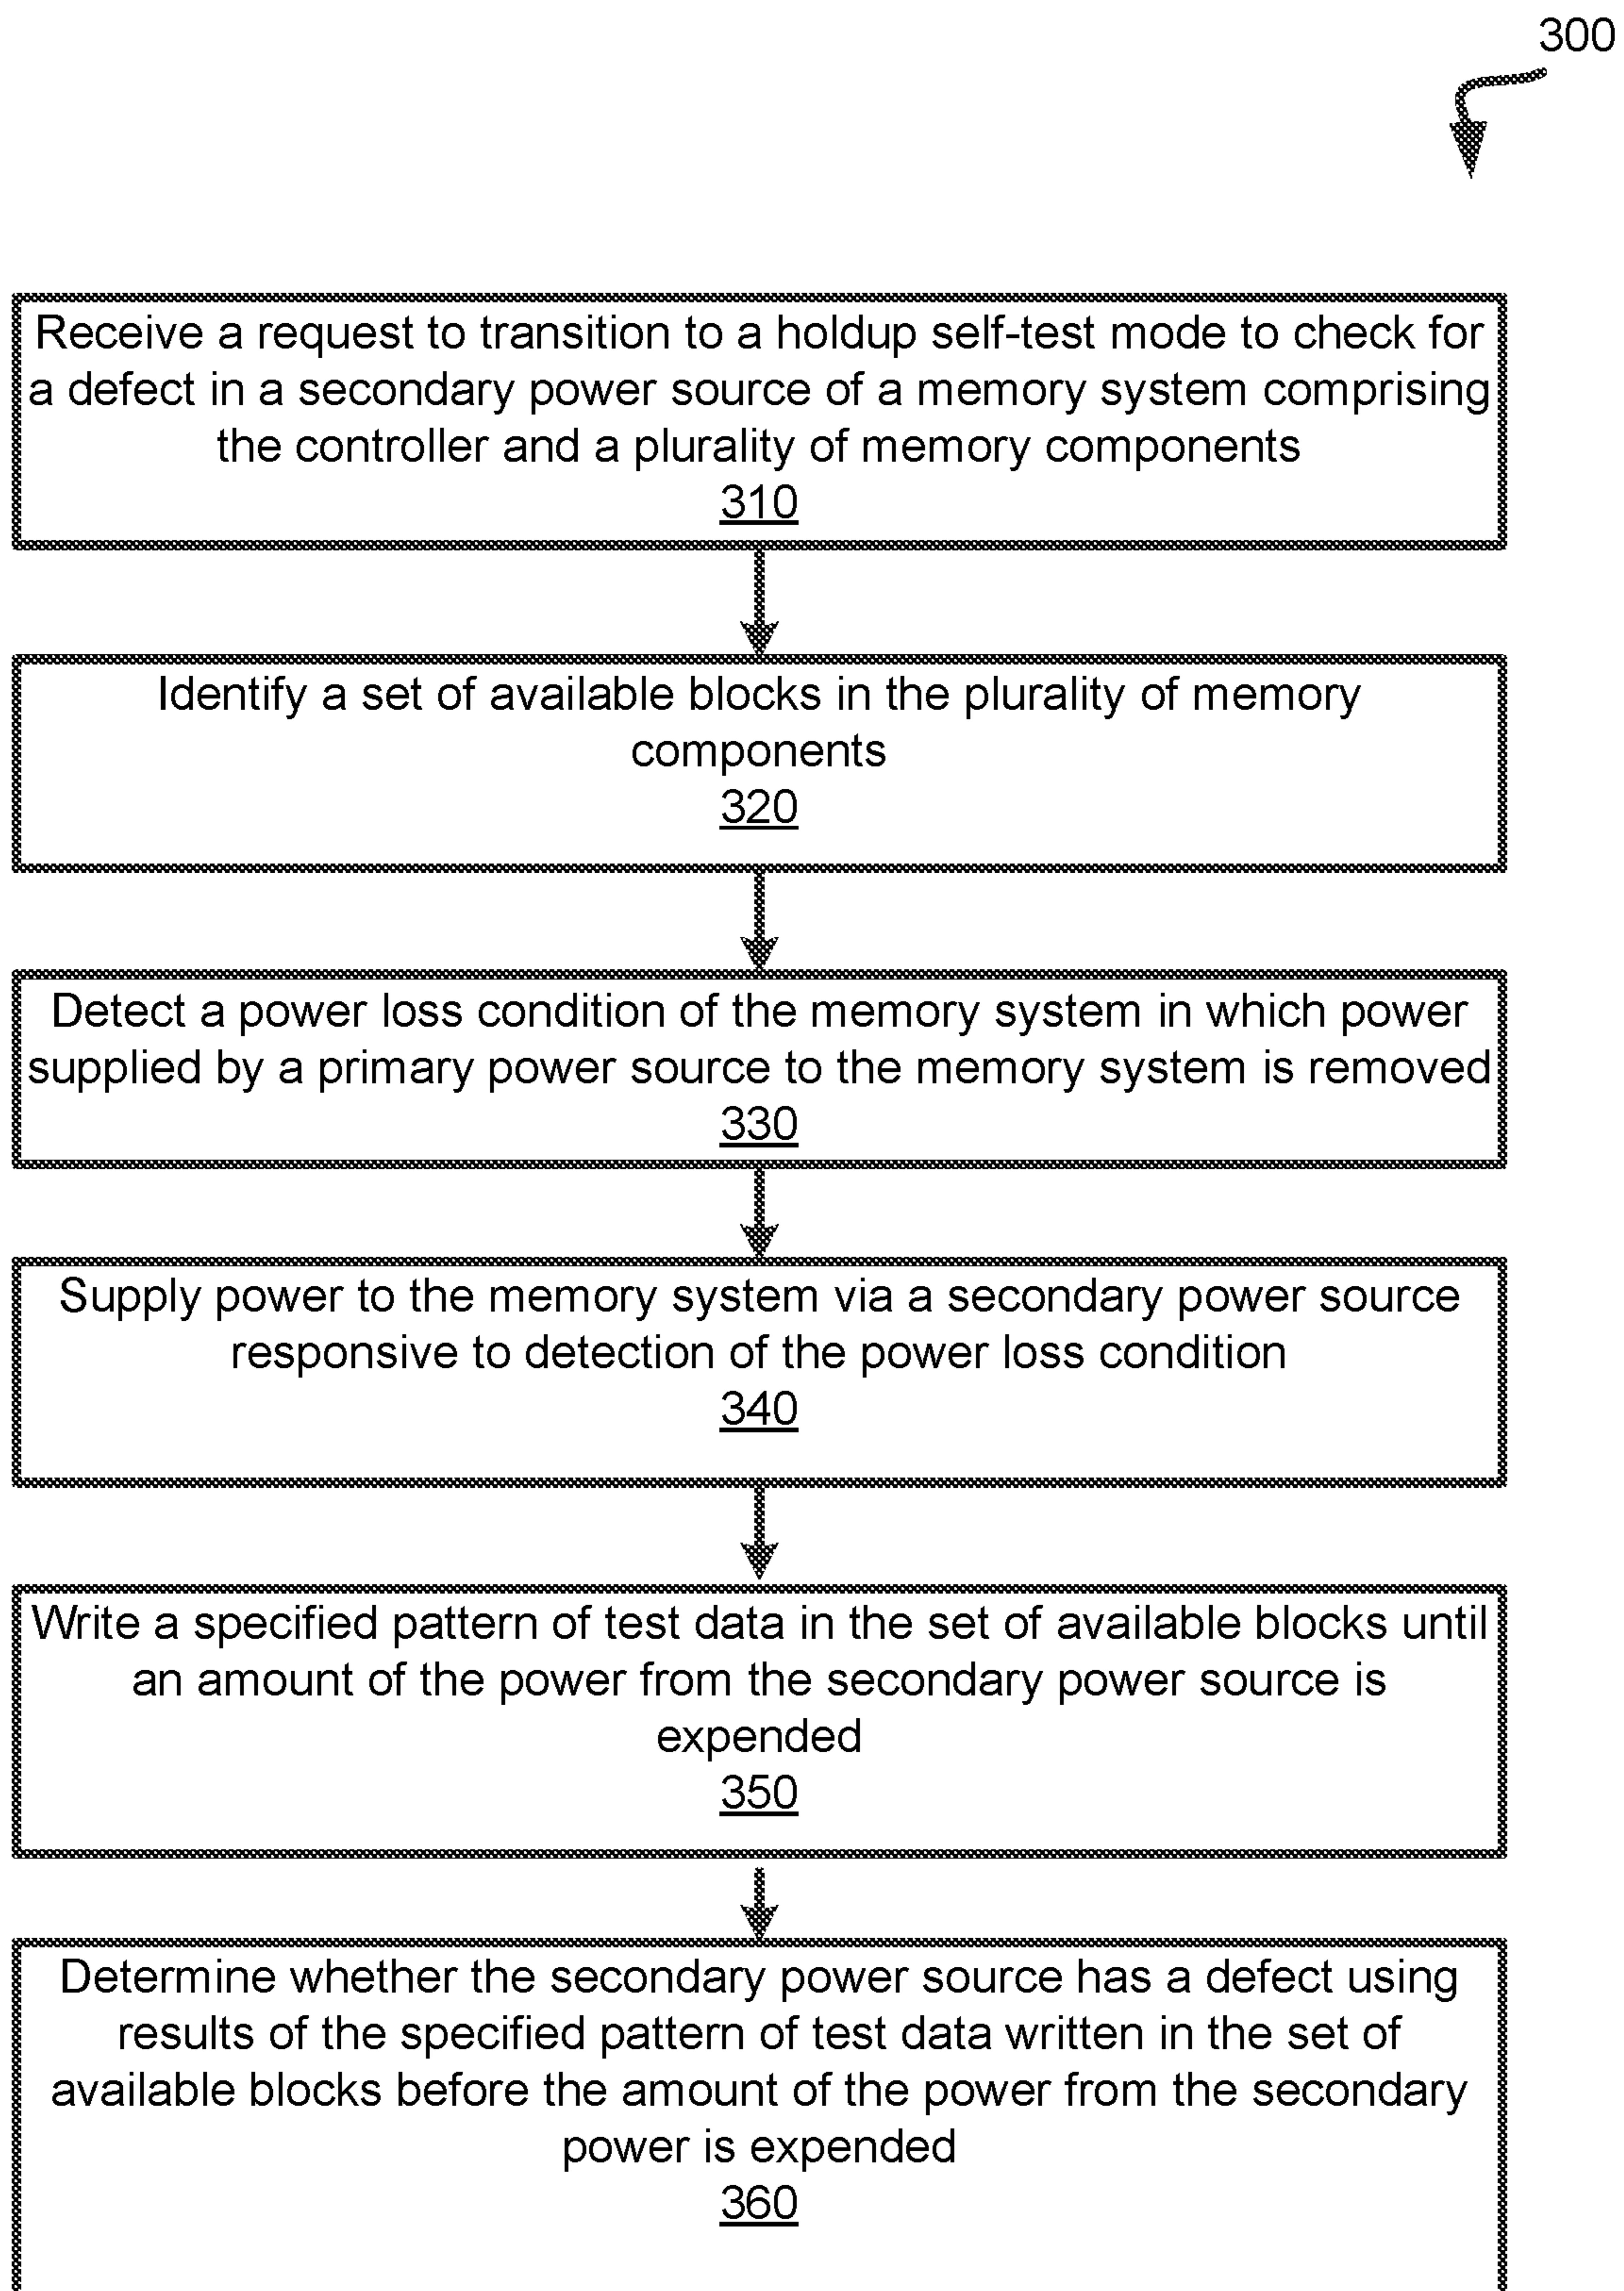 300
Receive a request to transition to a holdup self-test mode to check for
a defect in a secondary power source of a memory system comprising
the controller and a plurality of memory components
310
Identify a set of available blocks in the plurality of memory
components
320
Detect a power loss condition of the memory system in which power
supplied by a primary power source to the memory system is removed
330
Supply power to the memory system via a secondary power source
responsive to detection of the power loss condition
340
Write a specified pattern of test data in the set of available blocks until
an amount of the power from the secondary power source is
expended
350
Determine whether the secondary power source has a defect using
results of the specified pattern of test data written in the set of
available blocks before the amount of the power from the secondary
power is expended
360